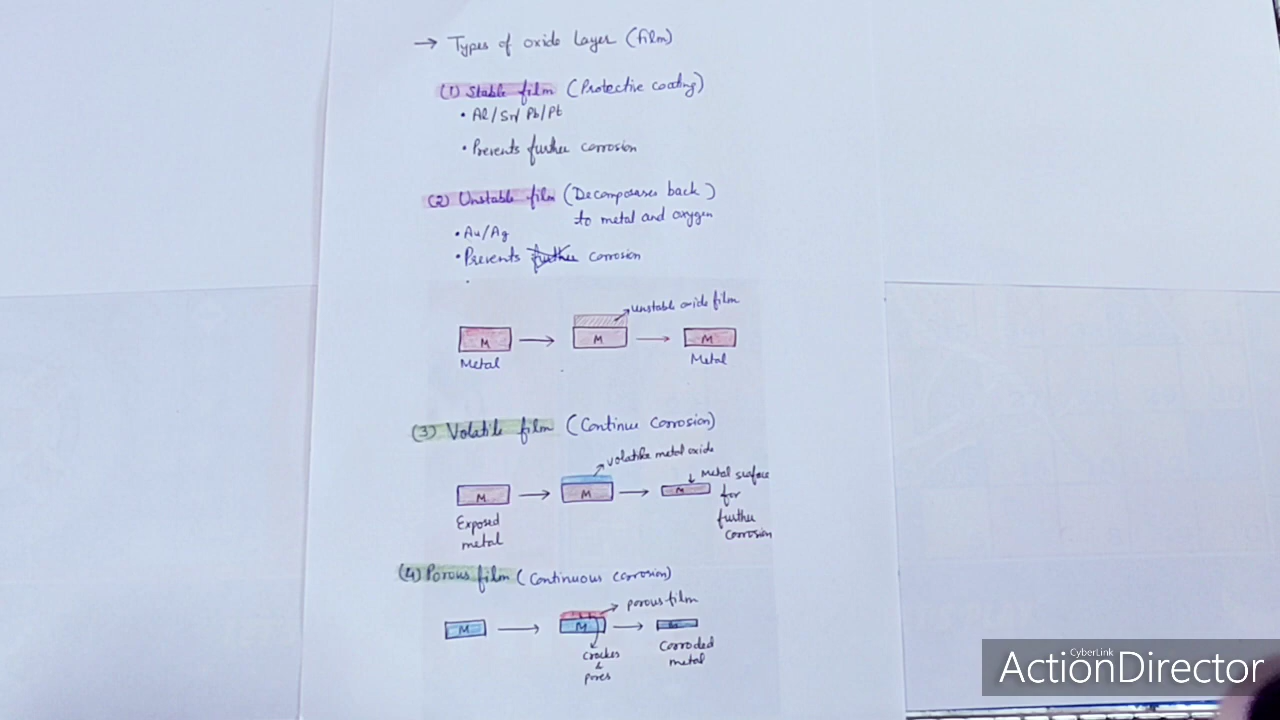 → Types of oxide layer (film)
(1) Stable film (Protective coating)
• Al/Sn/Pb/Pt
• Prevents further corrosion
(2) Unstable film (Decomposes back)
to metal and oxygen
• Au/Ag
• Prevents further corrosion
unstable oxide film
M → M → M
Metal
Metal
(3) Volatile film (Continue corrosion)
volatile metal oxide
M → M → M
Metal surface
for
further
corrosion
Exposed
metal
(4) Porous film (Continuous corrosion)
porous film
M → M →
cracks
&
pores
Corroded
metal
CyberLink
ActionDirector